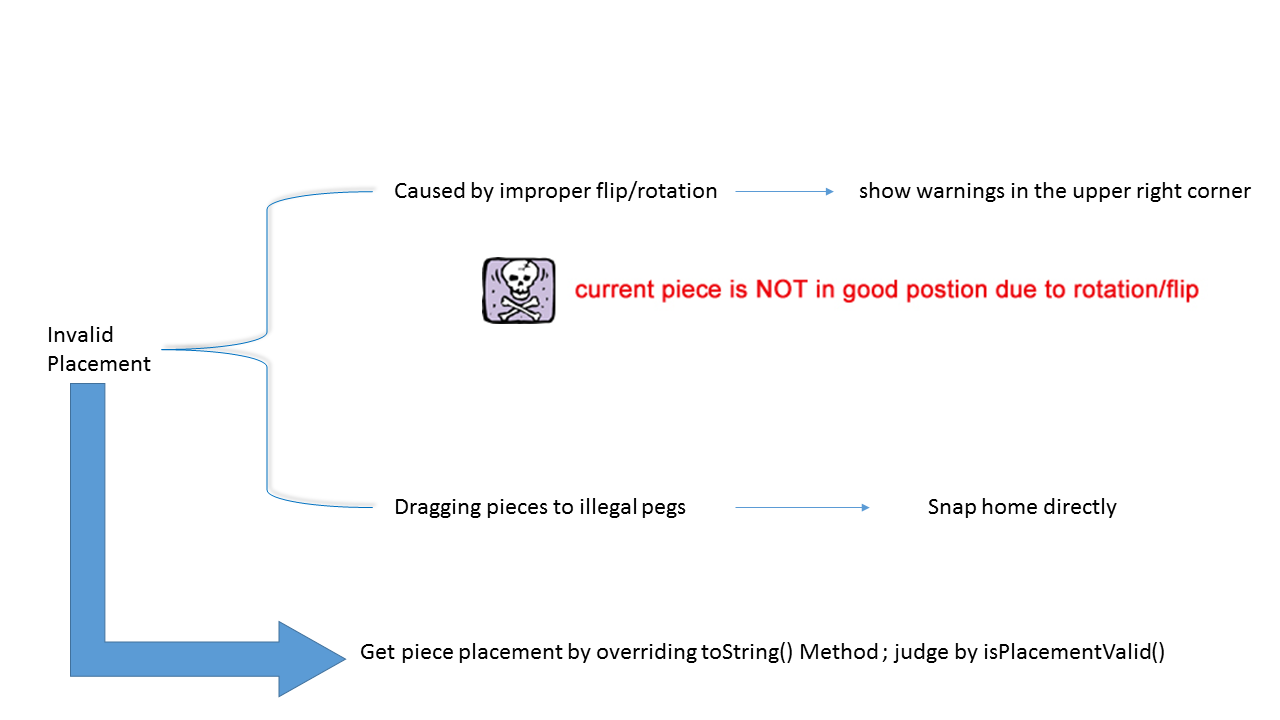 Caused by improper flip/rotation
show warnings in the upper right corner
current piece is NOT in good postion due to rotation/flip
Invalid
Placement
Dragging pieces to illegal pegs
Snap home directly
Get piece placement by overriding toString() Method ; judge by isPlacementValid()